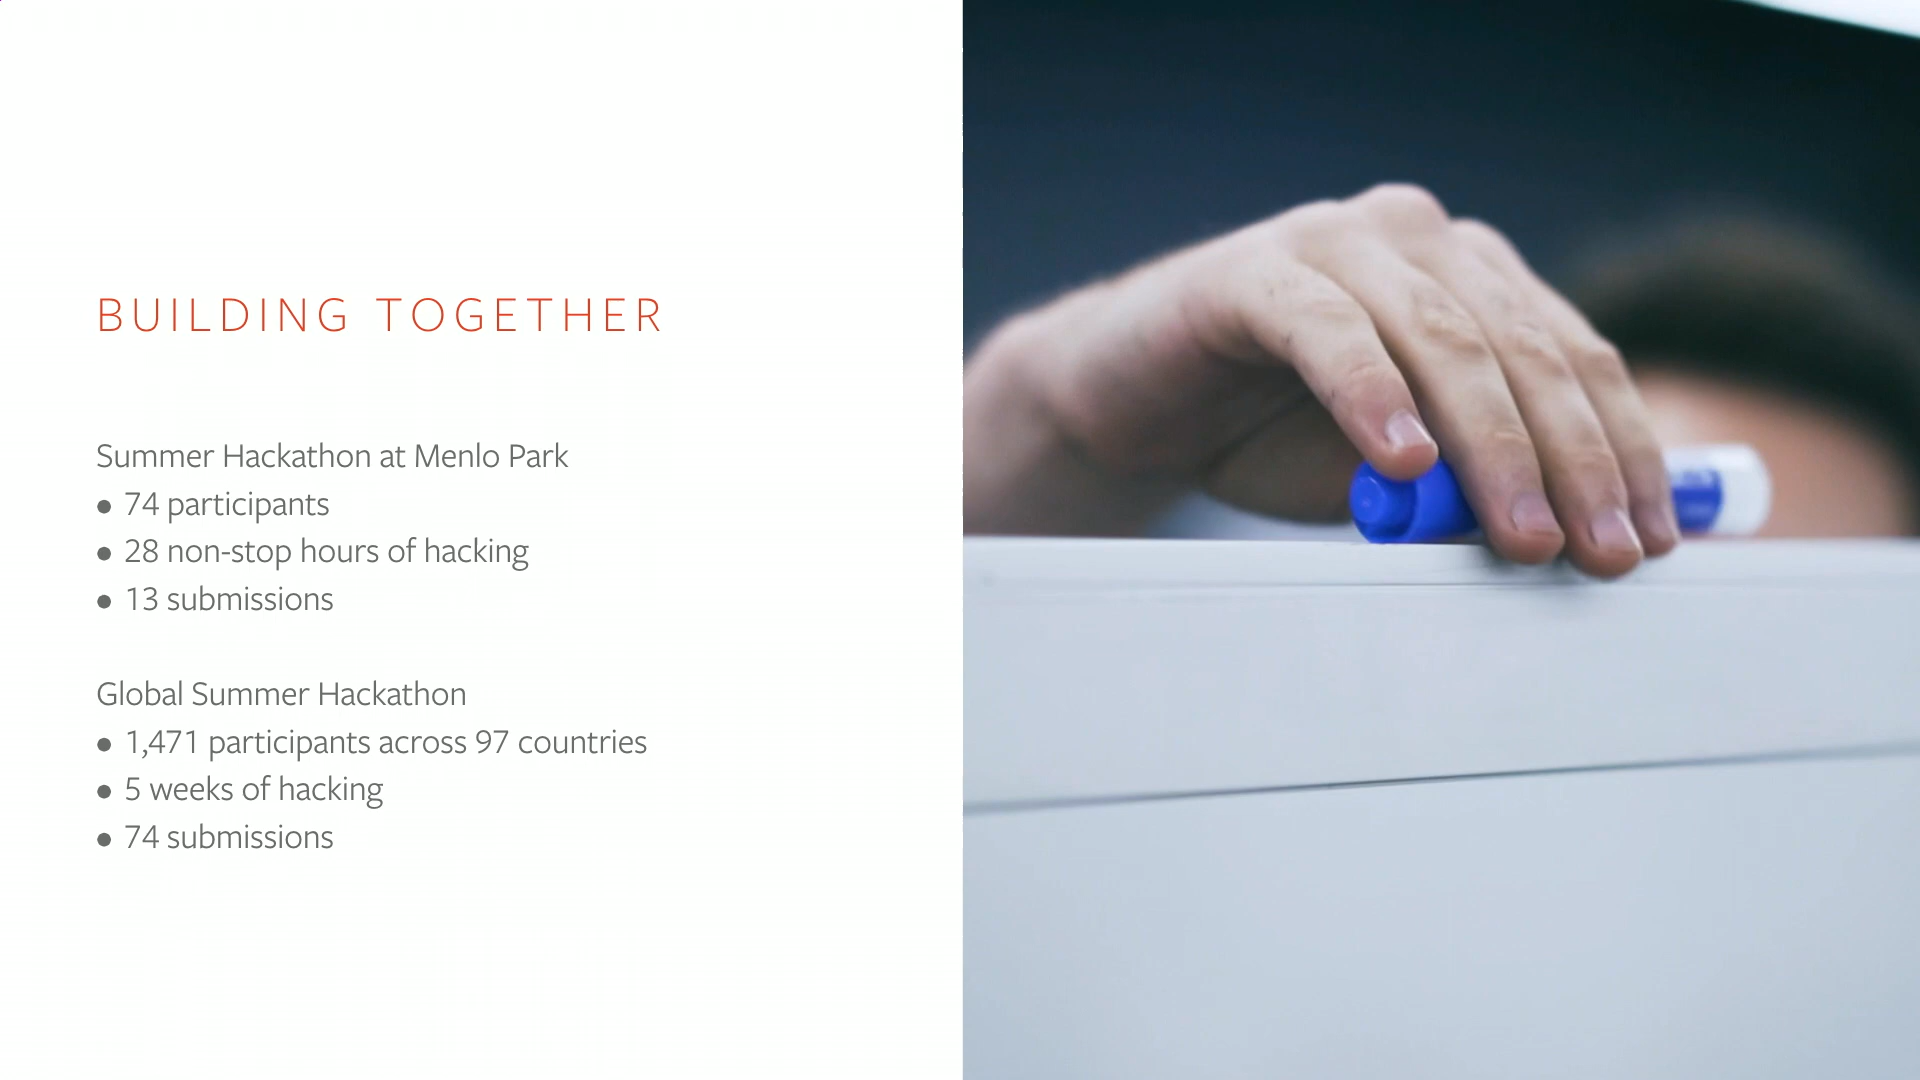 BUILDING TOGETHER
Summer Hackathon at Menlo Park
● 74 participants
● 28 non-stop hours of hacking
● 13 submissions
Global Summer Hackathon
● 1,471 participants across 97 countries
● 5 weeks of hacking
● 74 submissions